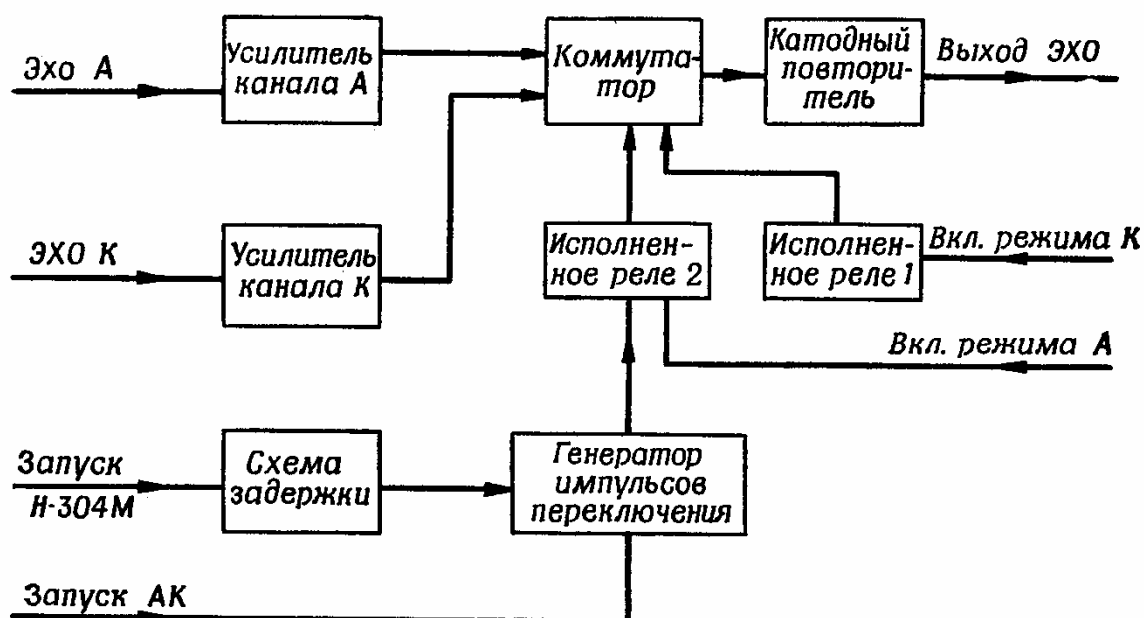 Эхо А
Усилитель
канала А
Коммута-
тор
Катодный
повтори-
тель
Выход ЭХО
ЭХО К
Усилитель
канала К
Исполнен-
ное реле 2
Исполнен-
ное реле 1
Вкл. режима К
Вкл. режима А
Запуск
Н-304М
Схема
задержки
Генератор
импульсов
переключения
Запуск АК